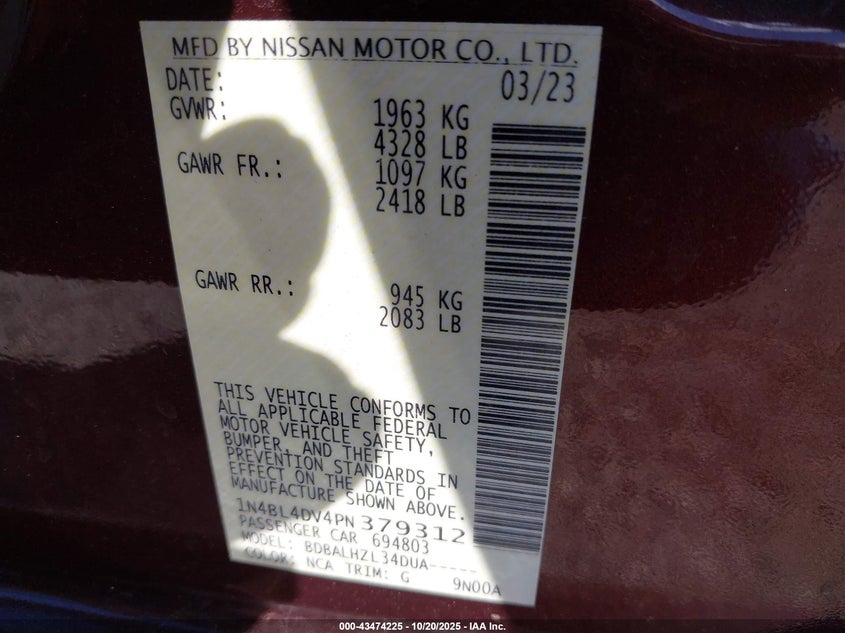 MFD BY NISSAN MOTOR CO., LTD.
DATE: 03/23
GVWR: 1963 KG
4328 LB
GAWR FR.: 1097 KG
2418 LB
GAWR RR.: 945 KG
2083 LB
THIS VEHICLE CONFORMS TO
ALL APPLICABLE FEDERAL
MOTOR VEHICLE SAFETY,
BUMPER, AND THEFT
PREVENTION STANDARDS IN
EFFECT ON THE DATE OF
MANUFACTURE SHOWN ABOVE.
1N4BL4DV4PN379312
PASSENGER CAR 694803
MODEL: BDBALHZL34DUA-----
COLOR: NCA TRIM: G 9N00A
000-43474225 - 10/20/2025 - IAA Inc.